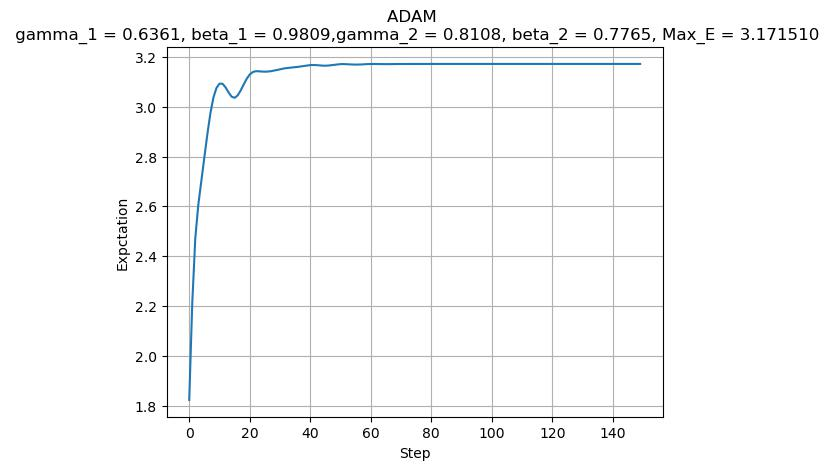 ADAM
gamma_1 = 0.6361, beta_1 = 0.9809,gamma_2 = 0.8108, beta_2 = 0.7765, Max_E = 3.171510
3.2
3.0
2.8
2.6
2.4
2.2
2.0
1.8
Expctation
0 20 40 60 80 100 120 140
Step